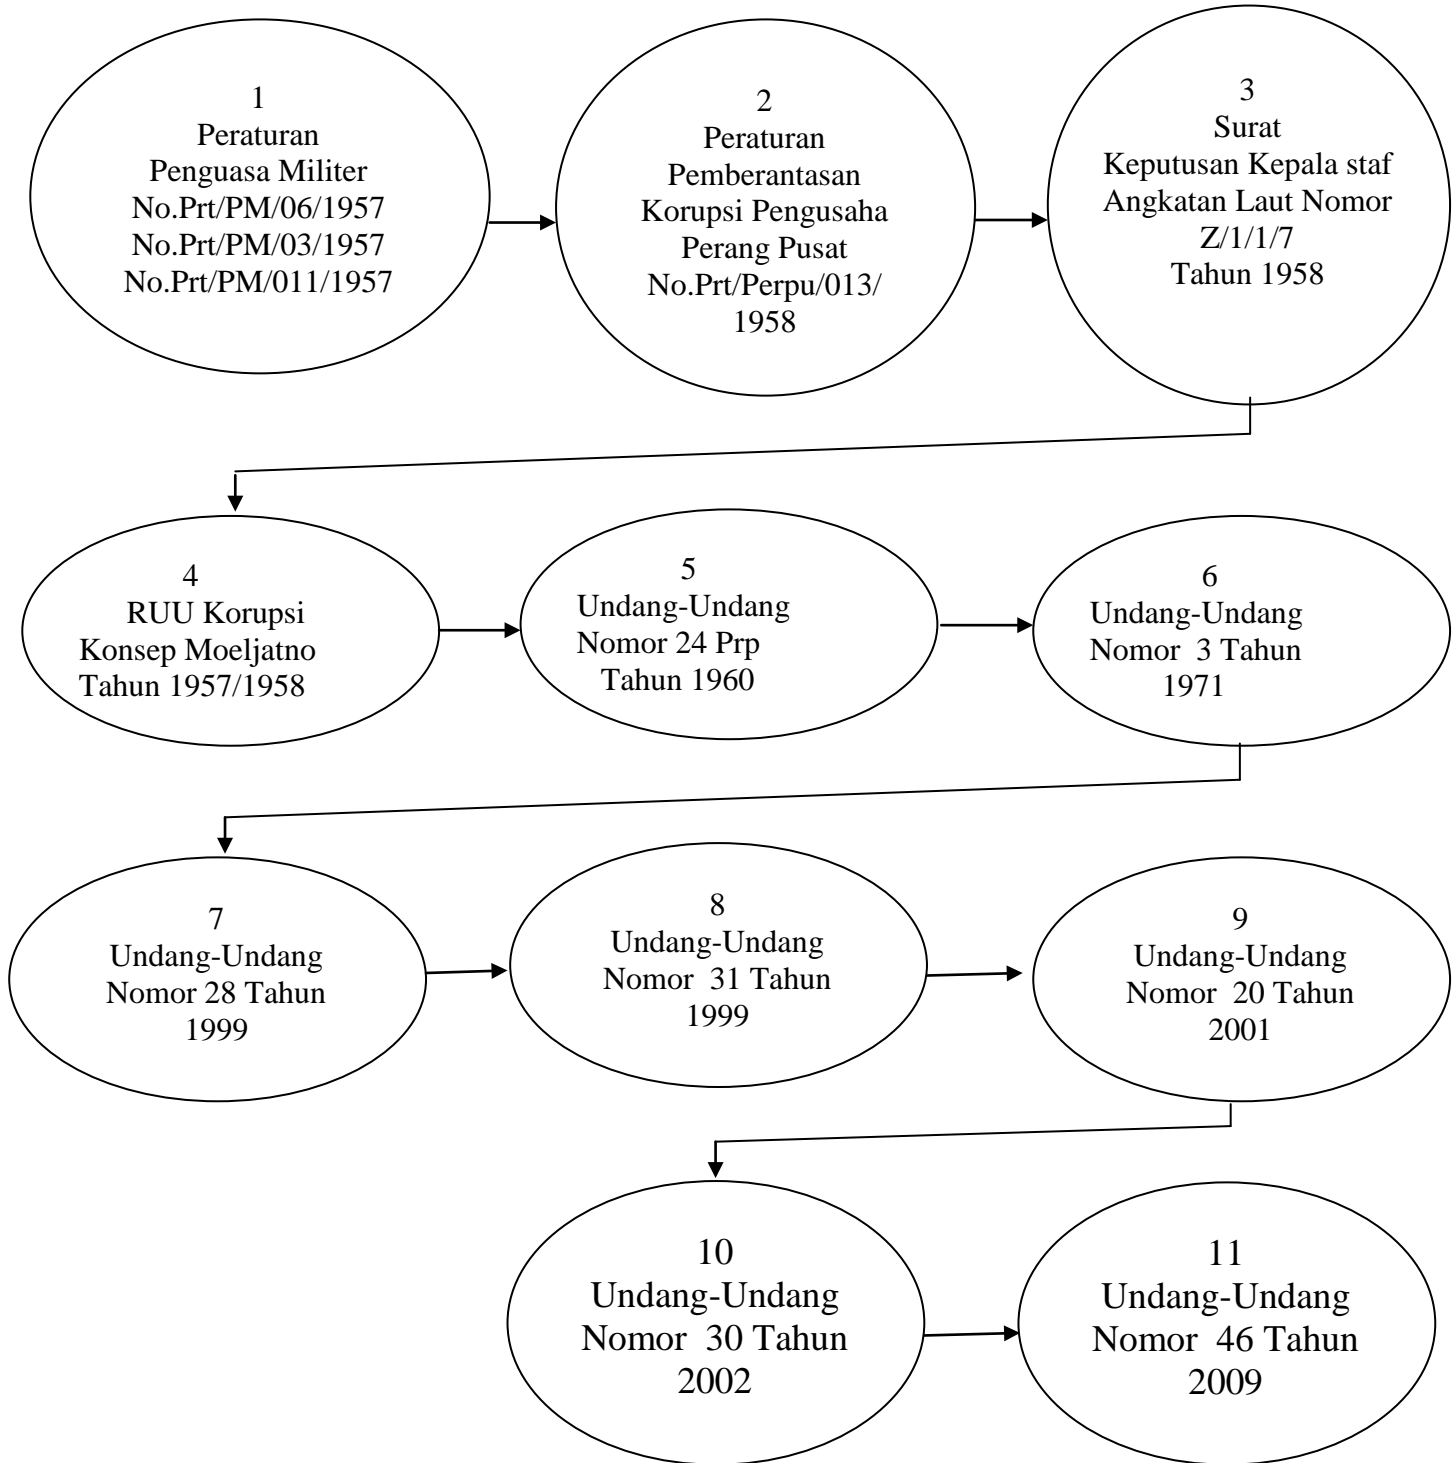 1
Peraturan
Penguasa Militer
No.Prt/PM/06/1957
No.Prt/PM/03/1957
No.Prt/PM/011/1957
2
Peraturan
Pemberantasan
Korupsi Pengusaha
Perang Pusat
No.Prt/Perpu/013/
1958
3
Surat
Keputusan Kepala staf
Angkatan Laut Nomor
Z/1/1/7
Tahun 1958
4
RUU Korupsi
Konsep Moeljatno
Tahun 1957/1958
5
Undang-Undang
Nomor 24 Prp
Tahun 1960
6
Undang-Undang
Nomor 3 Tahun
1971
7
Undang-Undang
Nomor 28 Tahun
1999
8
Undang-Undang
Nomor 31 Tahun
1999
9
Undang-Undang
Nomor 20 Tahun
2001
10
Undang-Undang
Nomor 30 Tahun
2002
11
Undang-Undang
Nomor 46 Tahun
2009